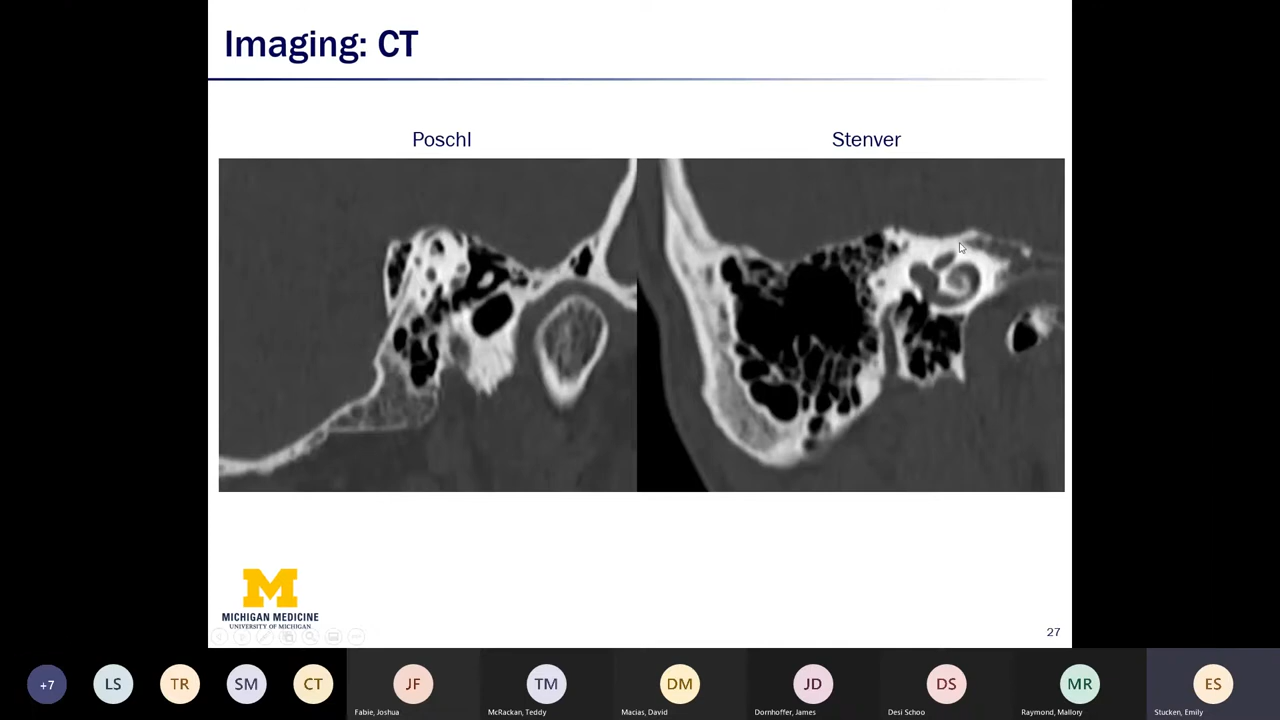 Imaging: CT
Poschl
Stenver
M
MICHIGAN MEDICINE
UNIVERSITY OF MICHIGAN
27
+7
LS
TR
SM
CT
JF
TM
DM
JD
DS
MR
ES
Fabie, Joshua
McRackan, Teddy
Macias, David
Dornhoffer, James
Desi Schoo
Raymond, Mallory
Stucken, Emily